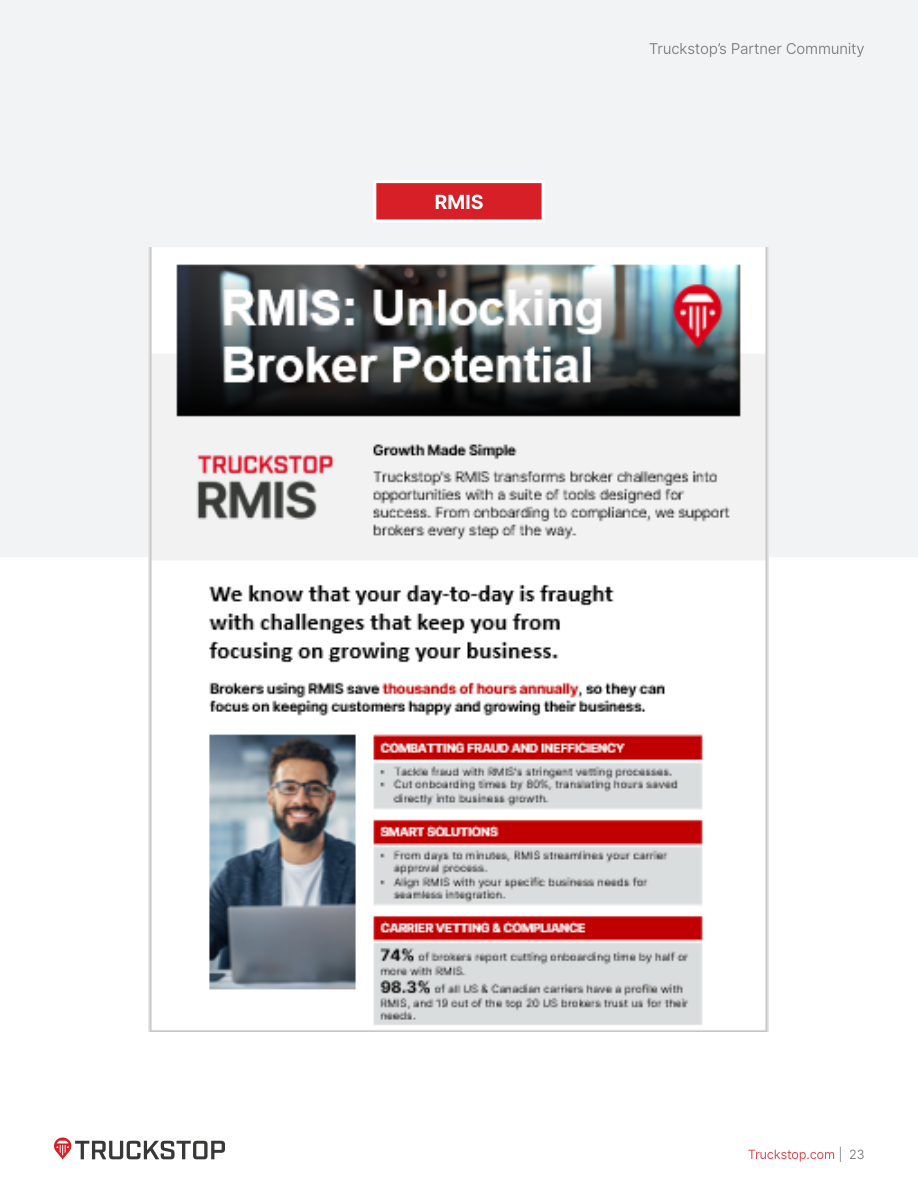 Truckstop’s Partner Community
RMIS
RMIS: Unlocking
Broker Potential
TRUCKSTOP
RMIS
Growth Made Simple
Truckstop's RMIS transforms broker challenges into
opportunities with a suite of tools designed for
success. From onboarding to compliance, we support
brokers every step of the way.
We know that your day-to-day is fraught
with challenges that keep you from
focusing on growing your business.
Brokers using RMIS save thousands of hours annually, so they can
focus on keeping customers happy and growing their business.
COMBATTING FRAUD AND INEFFICIENCY
• Tackle fraud with RMIS's stringent vetting processes.
• Cut onboarding times by 80%, translating hours saved
directly into business growth.
SMART SOLUTIONS
• From days to minutes, RMIS streamlines your carrier
approval process.
• Align RMIS with your specific business needs for
seamless integration.
CARRIER VETTING & COMPLIANCE
74% of brokers report cutting onboarding time by half or
more with RMIS.
98.3% of all US & Canadian carriers have a profile with
RMIS, and 19 out of the top 20 US brokers trust us for their
needs.
TRUCKSTOP
Truckstop.com | 23